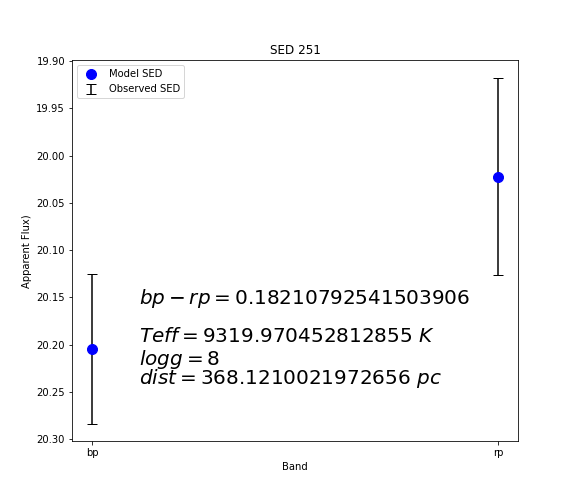 SED 251
Model SED
Observed SED
19.90
19.95
20.00
20.05
20.10
20.15
20.20
20.25
20.30
Apparent Flux)
bp − rp = 0.18210792541503906
Teff = 9319.970452812855 K
logg = 8
dist = 368.1210021972656 pc
bp
rp
Band